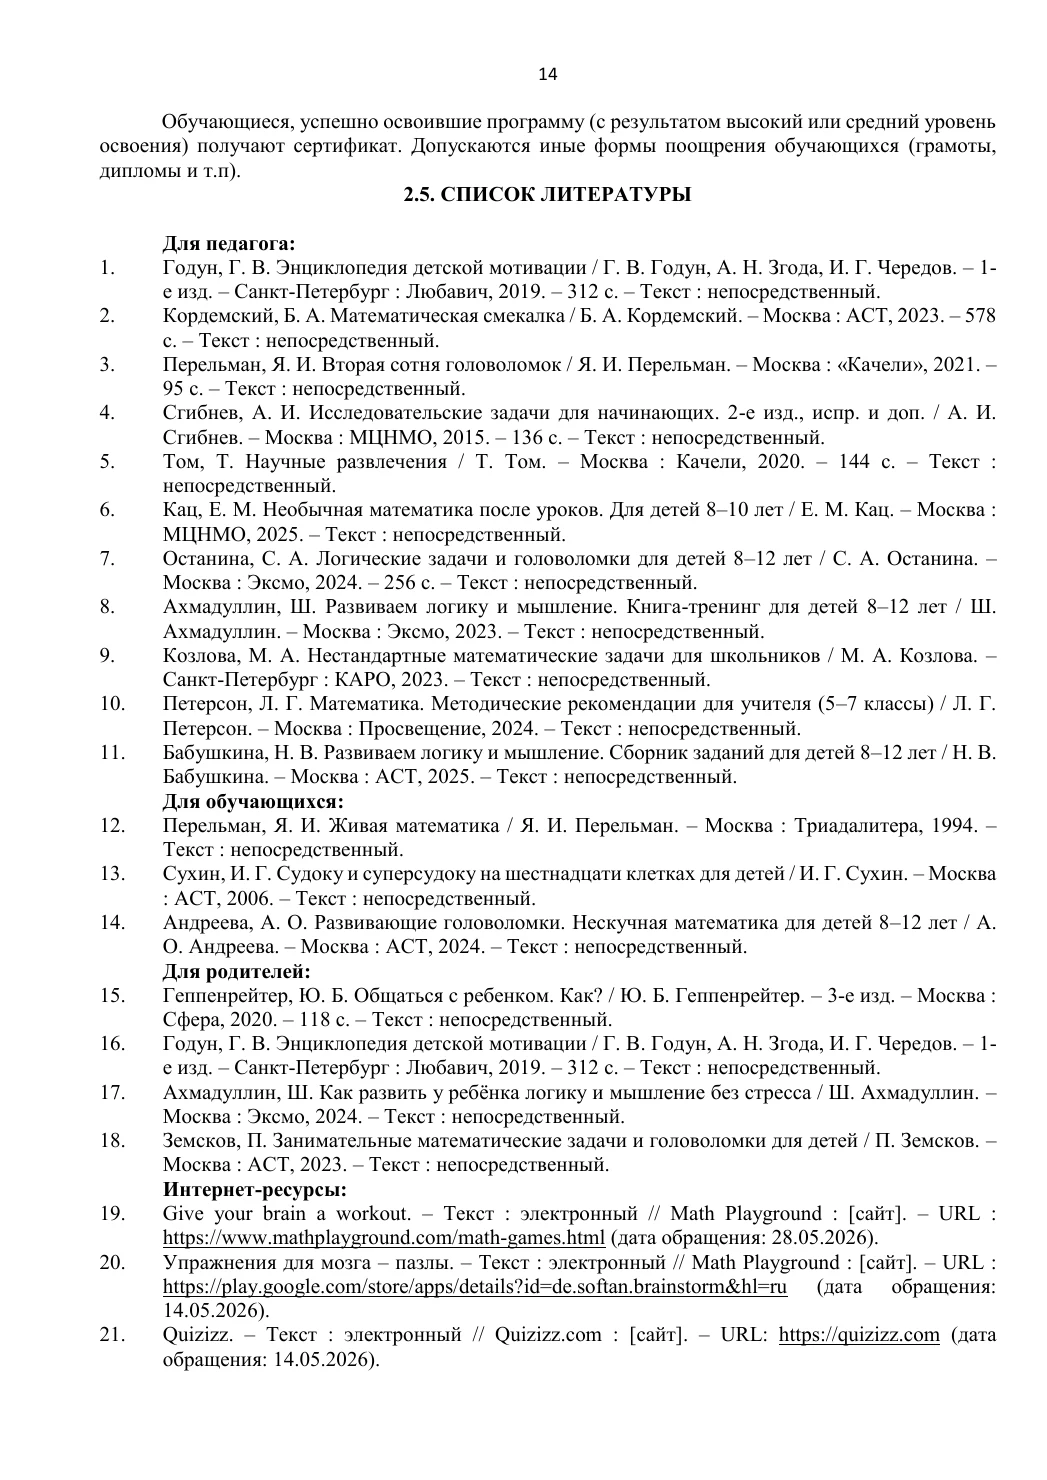 14
Обучающиеся, успешно освоившие программу (с результатом высокий или средний уровень
освоения) получают сертификат. Допускаются иные формы поощрения обучающихся (грамоты,
дипломы и т.п).
2.5. СПИСОК ЛИТЕРАТУРЫ
Для педагога:
1. Годун, Г. В. Энциклопедия детской мотивации / Г. В. Годун, А. Н. Згода, И. Г. Чередов. – 1-
е изд. – Санкт-Петербург : Любавич, 2019. – 312 с. – Текст : непосредственный.
2. Кордемский, Б. А. Математическая смекалка / Б. А. Кордемский. – Москва : АСТ, 2023. – 578
с. – Текст : непосредственный.
3. Перельман, Я. И. Вторая сотня головоломок / Я. И. Перельман. – Москва : «Качели», 2021. –
95 с. – Текст : непосредственный.
4. Сгибнев, А. И. Исследовательские задачи для начинающих. 2-е изд., испр. и доп. / А. И.
Сгибнев. – Москва : МЦНМО, 2015. – 136 с. – Текст : непосредственный.
5. Том, Т. Научные развлечения / Т. Том. – Москва : Качели, 2020. – 144 с. – Текст :
непосредственный.
6. Кац, Е. М. Необычная математика после уроков. Для детей 8–10 лет / Е. М. Кац. – Москва :
МЦНМО, 2025. – Текст : непосредственный.
7. Останина, С. А. Логические задачи и головоломки для детей 8–12 лет / С. А. Останина. –
Москва : Эксмо, 2024. – 256 с. – Текст : непосредственный.
8. Ахмадуллин, Ш. Развиваем логику и мышление. Книга-тренинг для детей 8–12 лет / Ш.
Ахмадуллин. – Москва : Эксмо, 2023. – Текст : непосредственный.
9. Козлова, М. А. Нестандартные математические задачи для школьников / М. А. Козлова. –
Санкт-Петербург : КАРО, 2023. – Текст : непосредственный.
10. Петерсон, Л. Г. Математика. Методические рекомендации для учителя (5–7 классы) / Л. Г.
Петерсон. – Москва : Просвещение, 2024. – Текст : непосредственный.
11. Бабушкина, Н. В. Развиваем логику и мышление. Сборник заданий для детей 8–12 лет / Н. В.
Бабушкина. – Москва : АСТ, 2025. – Текст : непосредственный.
Для обучающихся:
12. Перельман, Я. И. Живая математика / Я. И. Перельман. – Москва : Триадалитера, 1994. –
Текст : непосредственный.
13. Сухин, И. Г. Судоку и суперсудоку на шестнадцати клетках для детей / И. Г. Сухин. – Москва
: АСТ, 2006. – Текст : непосредственный.
14. Андреева, А. О. Развивающие головоломки. Нескучная математика для детей 8–12 лет / А.
О. Андреева. – Москва : АСТ, 2024. – Текст : непосредственный.
Для родителей:
15. Геппенрейтер, Ю. Б. Общаться с ребенком. Как? / Ю. Б. Геппенрейтер. – 3-е изд. – Москва :
Сфера, 2020. – 118 с. – Текст : непосредственный.
16. Годун, Г. В. Энциклопедия детской мотивации / Г. В. Годун, А. Н. Згода, И. Г. Чередов. – 1-
е изд. – Санкт-Петербург : Любавич, 2019. – 312 с. – Текст : непосредственный.
17. Ахмадуллин, Ш. Как развить у ребёнка логику и мышление без стресса / Ш. Ахмадуллин. –
Москва : Эксмо, 2024. – Текст : непосредственный.
18. Земсков, П. Занимательные математические задачи и головоломки для детей / П. Земсков. –
Москва : АСТ, 2023. – Текст : непосредственный.
Интернет-ресурсы:
19. Give your brain a workout. – Текст : электронный // Math Playground : [сайт]. – URL :
https://www.mathplayground.com/math-games.html (дата обращения: 28.05.2026).
20. Упражнения для мозга – пазлы. – Текст : электронный // Math Playground : [сайт]. – URL :
https://play.google.com/store/apps/details?id=de.softan.brainstorm&hl=ru (дата обращения:
14.05.2026).
21. Quizizz. – Текст : электронный // Quizizz.com : [сайт]. – URL: https://quizizz.com (дата
обращения: 14.05.2026).